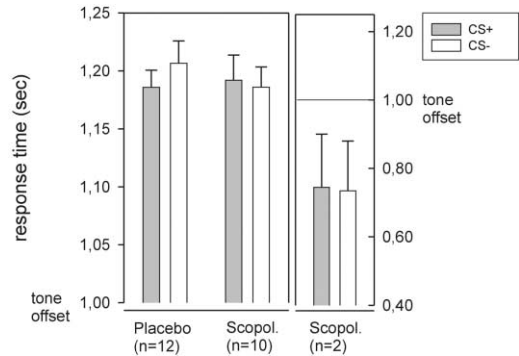 response time (sec)
1,25
1,20
1,15
1,10
1,05
1,00
tone
offset
Placebo
(n=12)
Scopol.
(n=10)
Scopol.
(n=2)
1,20
1,00
0,80
0,60
0,40
tone
offset
CS+
CS-